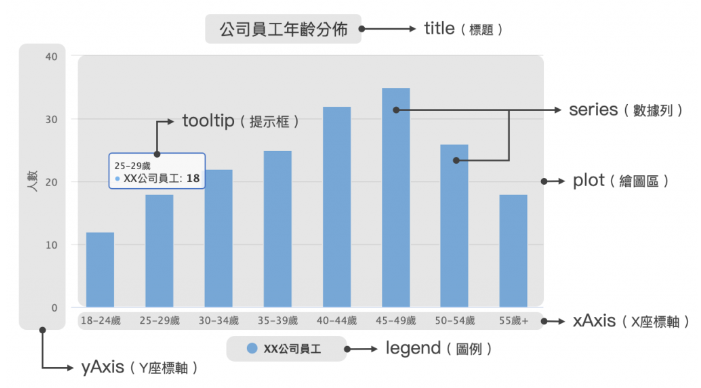 公司員工年齡分佈
title（標題）
40
30
20
10
0
人數
tooltip（提示框）
25-29歲
XX公司員工: 18
series（數據列）
plot（繪圖區）
18-24歲 25-29歲 30-34歲 35-39歲 40-44歲 45-49歲 50-54歲 55歲+
xAxis（X座標軸）
XX公司員工
legend（圖例）
yAxis（Y座標軸）